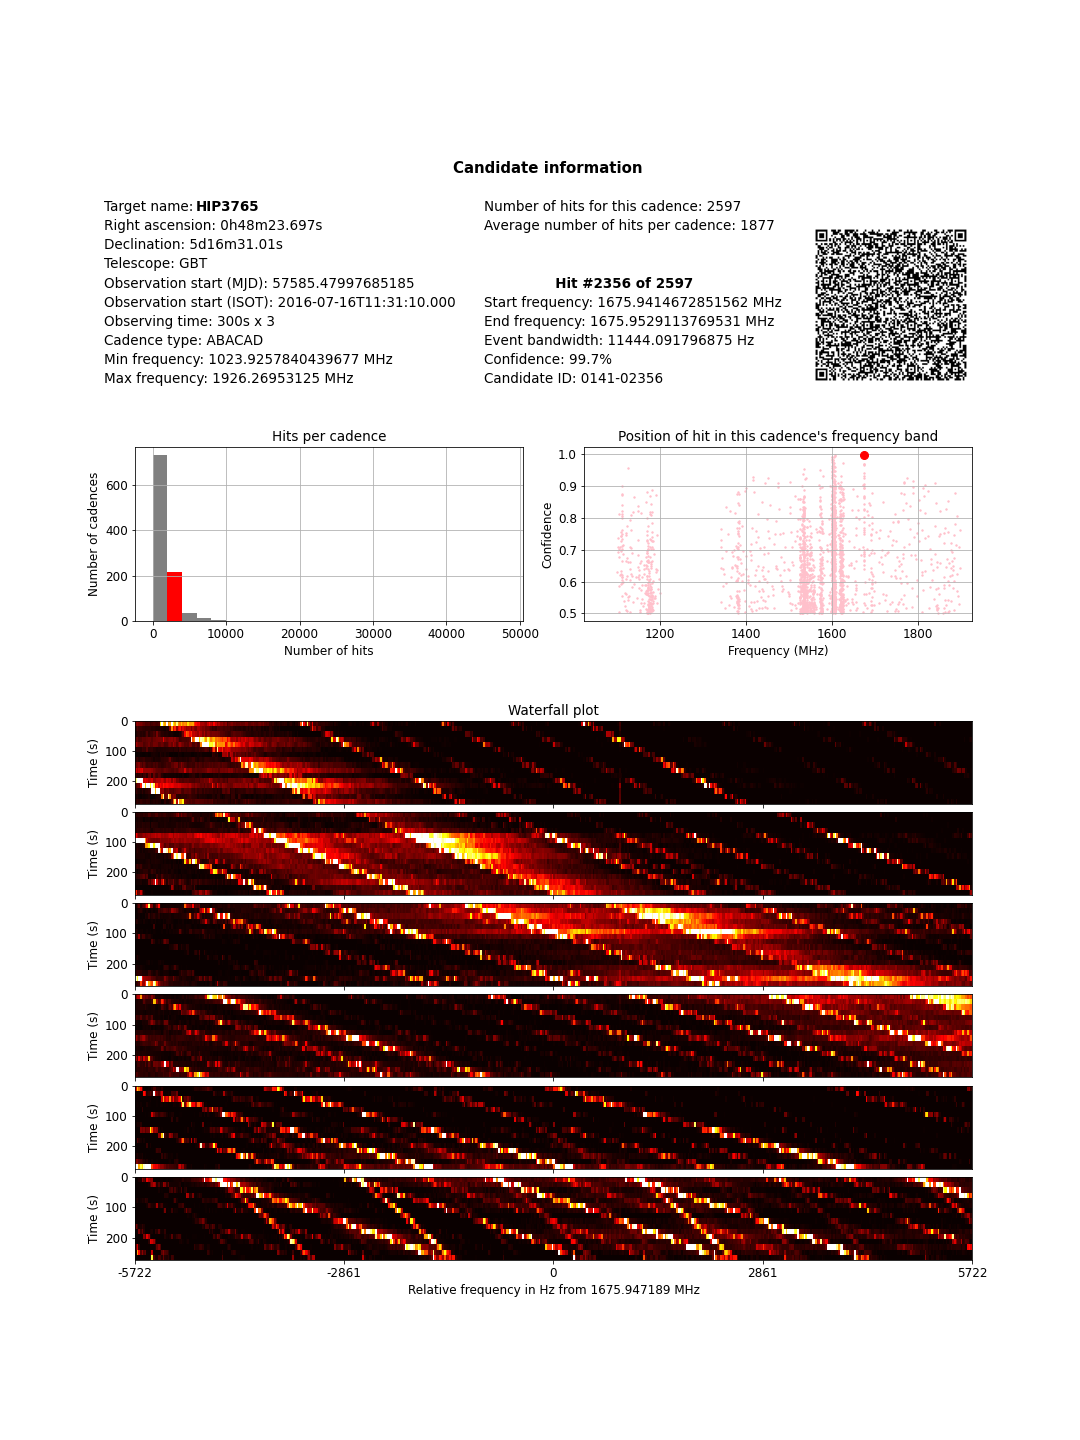 Candidate information
Target name: HIP3765
Right ascension: 0h48m23.697s
Declination: 5d16m31.01s
Telescope: GBT
Observation start (MJD): 57585.47997685185
Observation start (ISOT): 2016-07-16T11:31:10.000
Observing time: 300s x 3
Cadence type: ABACAD
Min frequency: 1023.9257840439677 MHz
Max frequency: 1926.26953125 MHz
Number of hits for this cadence: 2597
Average number of hits per cadence: 1877
Hit #2356 of 2597
Start frequency: 1675.9414672851562 MHz
End frequency: 1675.9529113769531 MHz
Event bandwidth: 11444.091796875 Hz
Confidence: 99.7%
Candidate ID: 0141-02356
Hits per cadence
Number of cadences
600
400
200
0
0 10000 20000 30000 40000 50000
Number of hits
Position of hit in this cadence's frequency band
Confidence
1.0
0.9
0.8
0.7
0.6
0.5
1200 1400 1600 1800
Frequency (MHz)
Waterfall plot
Time (s)
0
100
200
Time (s)
0
100
200
Time (s)
0
100
200
Time (s)
0
100
200
Time (s)
0
100
200
Time (s)
0
100
200
-5722 -2861 0 2861 5722
Relative frequency in Hz from 1675.947189 MHz